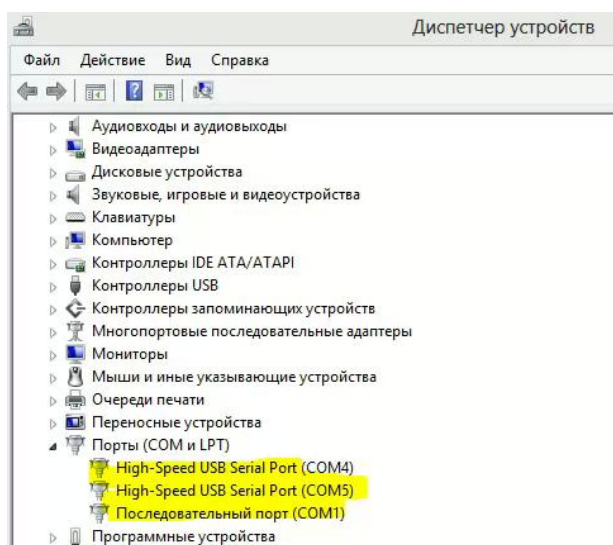 Диспетчер устройств
Файл Действие Вид Справка
Аудиовходы и аудиовыходы
Видеоадаптеры
Дисковые устройства
Звуковые, игровые и видеоустройства
Клавиатуры
Компьютер
Контроллеры IDE ATA/ATAPI
Контроллеры USB
Контроллеры запоминающих устройств
Многопортовые последовательные адаптеры
Мониторы
Мыши и иные указывающие устройства
Очереди печати
Переносные устройства
Порты (COM и LPT)
High-Speed USB Serial Port (COM4)
High-Speed USB Serial Port (COM5)
Последовательный порт (COM1)
Программные устройства